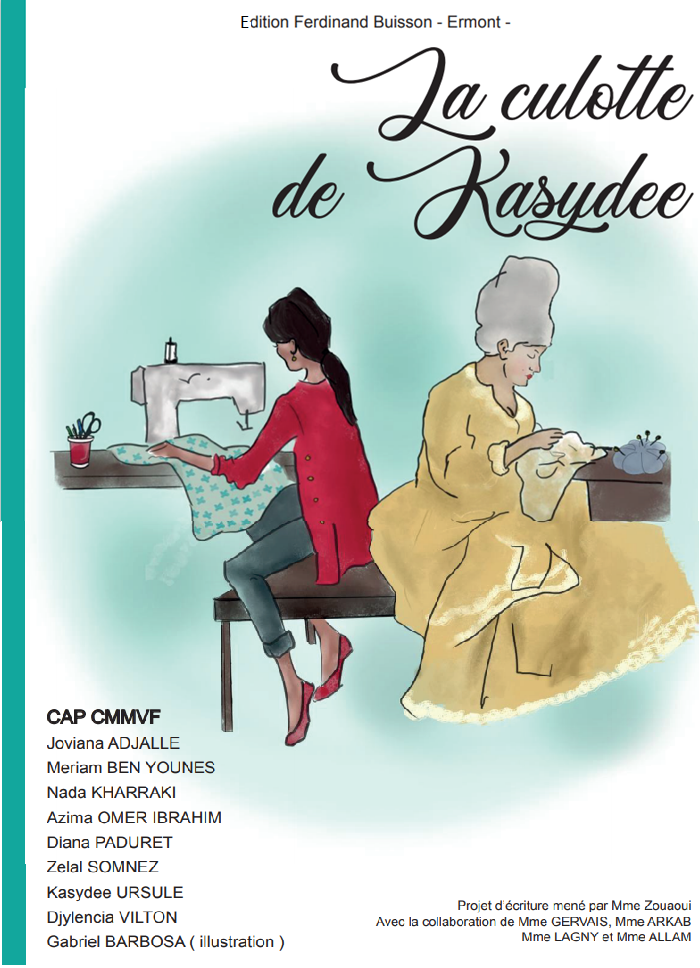 Edition Ferdinand Buisson - Ermont -
La culotte
de Kasydee
CAP CMMVF
Joviana ADJALLE
Meriam BEN YOUNES
Nada KHARRAKI
Azima OMER IBRAHIM
Diana PADURET
Zelal SOMNEZ
Kasydee URSULE
Djylencia VILTON
Gabriel BARBOSA ( illustration )
Projet d'écriture mené par Mme Zouaoui
Avec la collaboration de Mme GERVAIS, Mme ARKAB
Mme LAGNY et Mme ALLAM